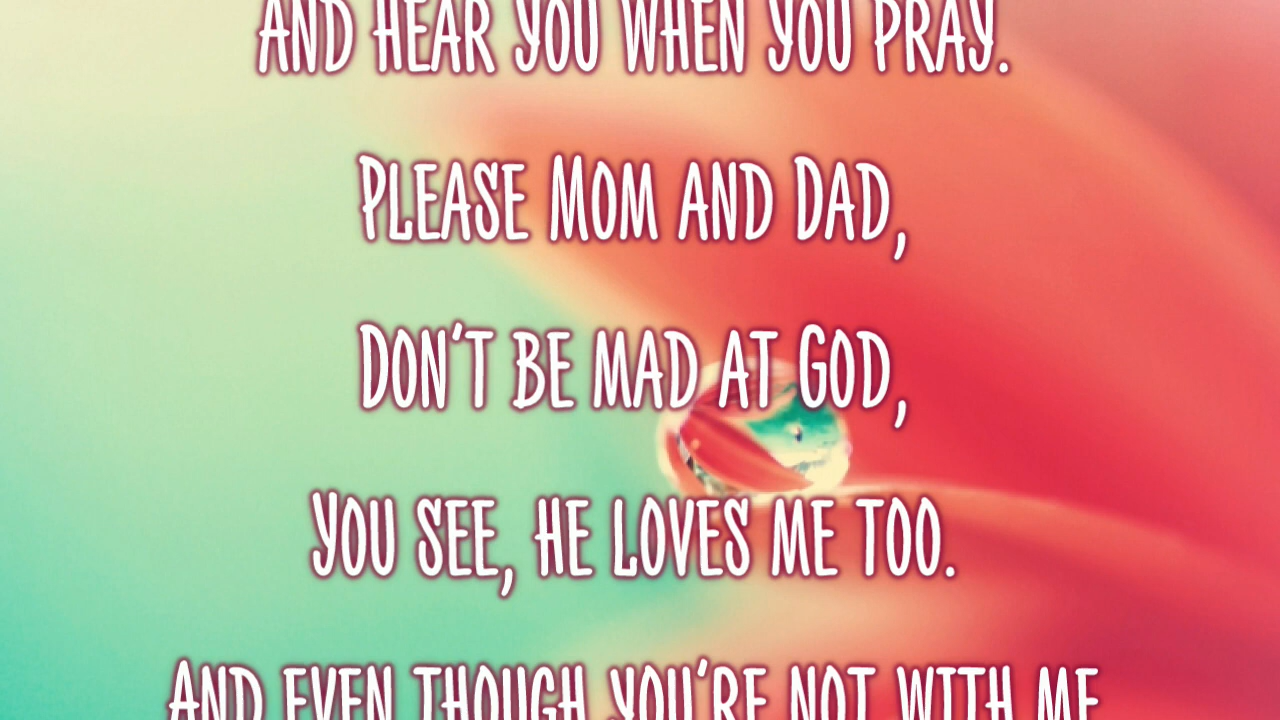 AND HEAR YOU WHEN YOU PRAY.
PLEASE MOM AND DAD,
DON'T BE MAD AT GOD,
YOU SEE, HE LOVES ME TOO.
AND EVEN THOUGH YOU'RE NOT WITH ME